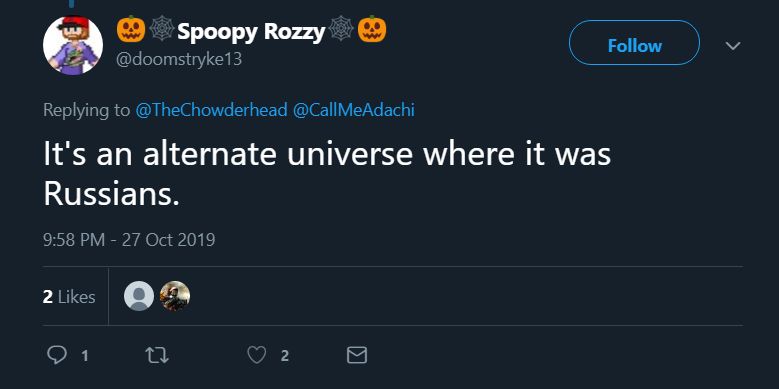 🎃🕸Spoopy Rozzy🕸🎃
@doomstryke13
Follow
Replying to @TheChowderhead @CallMeAdachi
It's an alternate universe where it was
Russians.
9:58 PM - 27 Oct 2019
2 Likes
1
2